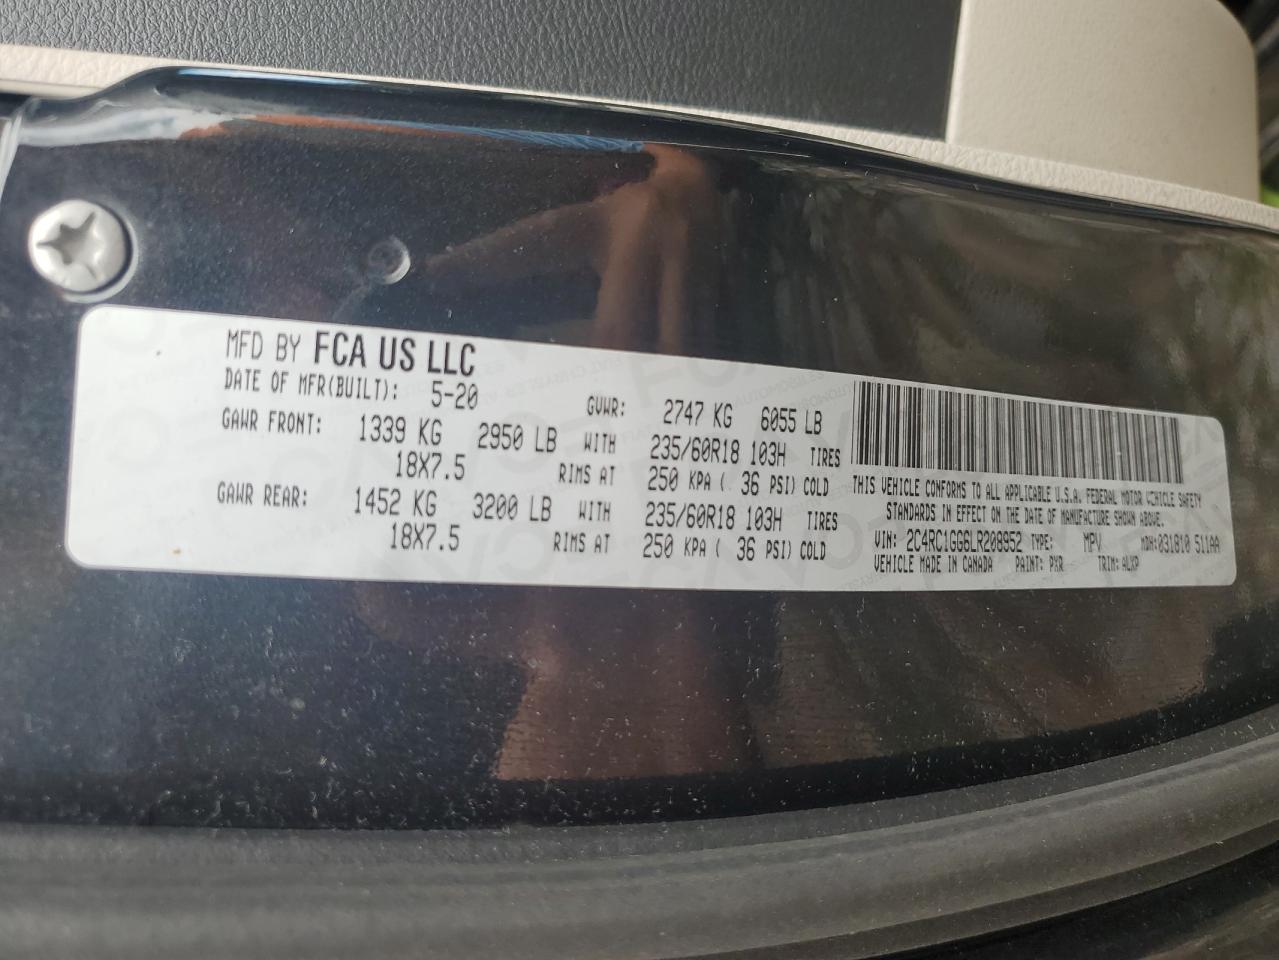 MFD BY FCA US LLC
DATE OF MFR(BUILT): 5-20 GVWR: 2747 KG 6055 LB
GAWR FRONT: 1339 KG 2950 LB WITH 235/60R18 103H TIRES
18X7.5 RIMS AT 250 KPA ( 36 PSI) COLD
GAWR REAR: 1452 KG 3200 LB WITH 235/60R18 103H TIRES
18X7.5 RIMS AT 250 KPA ( 36 PSI) COLD
THIS VEHICLE CONFORMS TO ALL APPLICABLE U.S.A. FEDERAL MOTOR VEHICLE SAFETY
STANDARDS IN EFFECT ON THE DATE OF MANUFACTURE SHOWN ABOVE.
VIN: 2C4RC1GG6LR208952 TYPE: MPV MDH:031810 511AA
VEHICLE MADE IN CANADA PAINT: PXR TRIM: ALXP